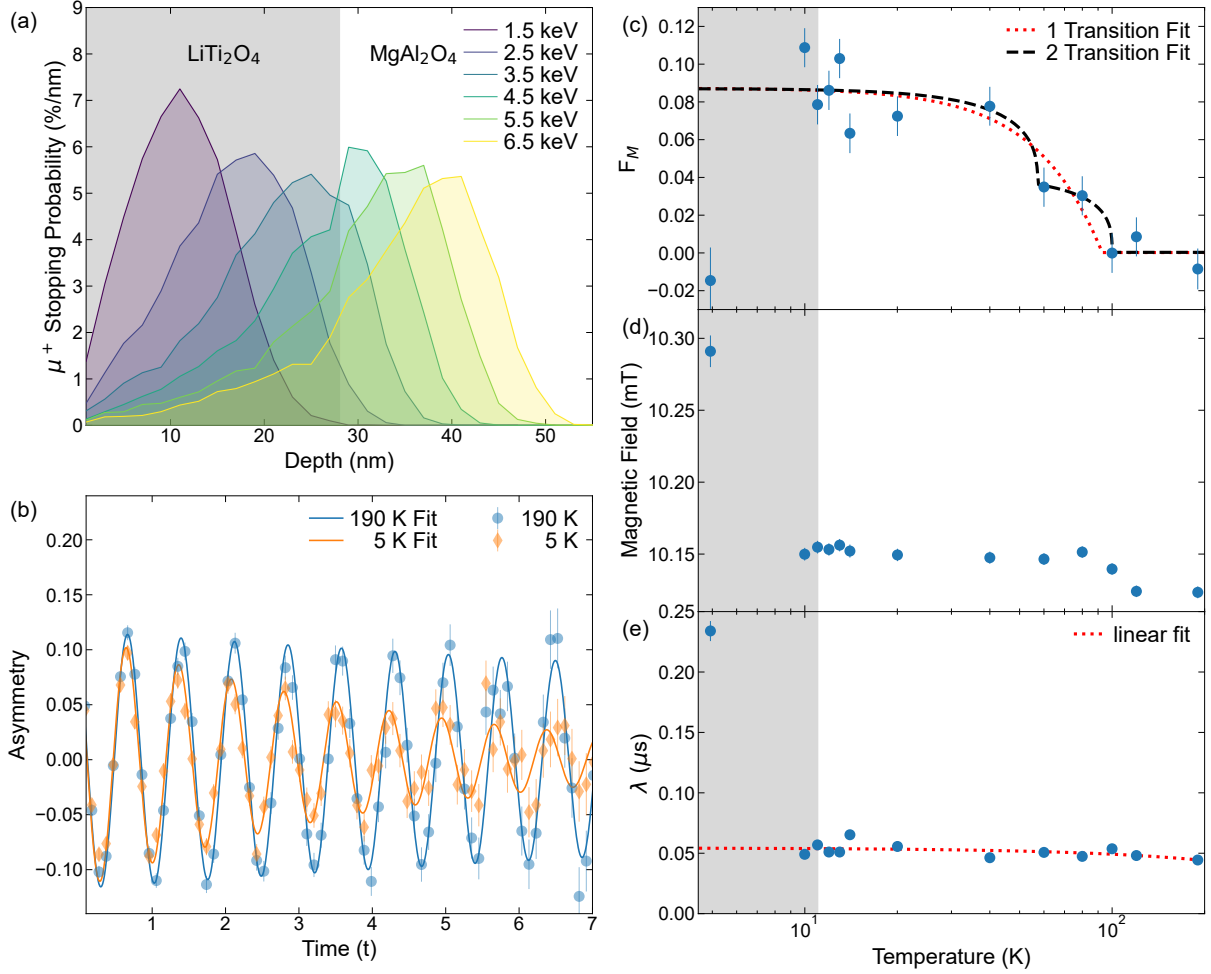 (a)
LiTi₂O₄
MgAl₂O₄
1.5 keV
2.5 keV
3.5 keV
4.5 keV
5.5 keV
6.5 keV
8
7
6
5
4
3
2
1
0
μ⁺ Stopping Probability (%/nm)
10 20 30 40 50
Depth (nm)
(b)
190 K Fit
5 K Fit
190 K
5 K
0.20
0.15
0.10
0.05
0.00
−0.05
−0.10
Asymmetry
1 2 3 4 5 6 7
Time (t)
(c)
1 Transition Fit
2 Transition Fit
0.12
0.10
0.08
0.06
0.04
0.02
0.00
−0.02
F_M
(d)
10.30
10.25
10.20
10.15
Magnetic Field (mT)
(e)
linear fit
0.25
0.20
0.15
0.10
0.05
0.00
λ (μs)
10¹ 10²
Temperature (K)